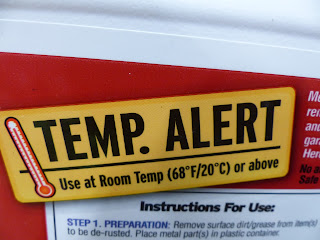 TEMP. ALERT
Use at Room Temp (68°F/20°C) or above
Instructions For Use:
STEP 1. PREPARATION: Remove surface dirt/grease from item(s)
to be de-rusted. Place metal part(s) in plastic container.